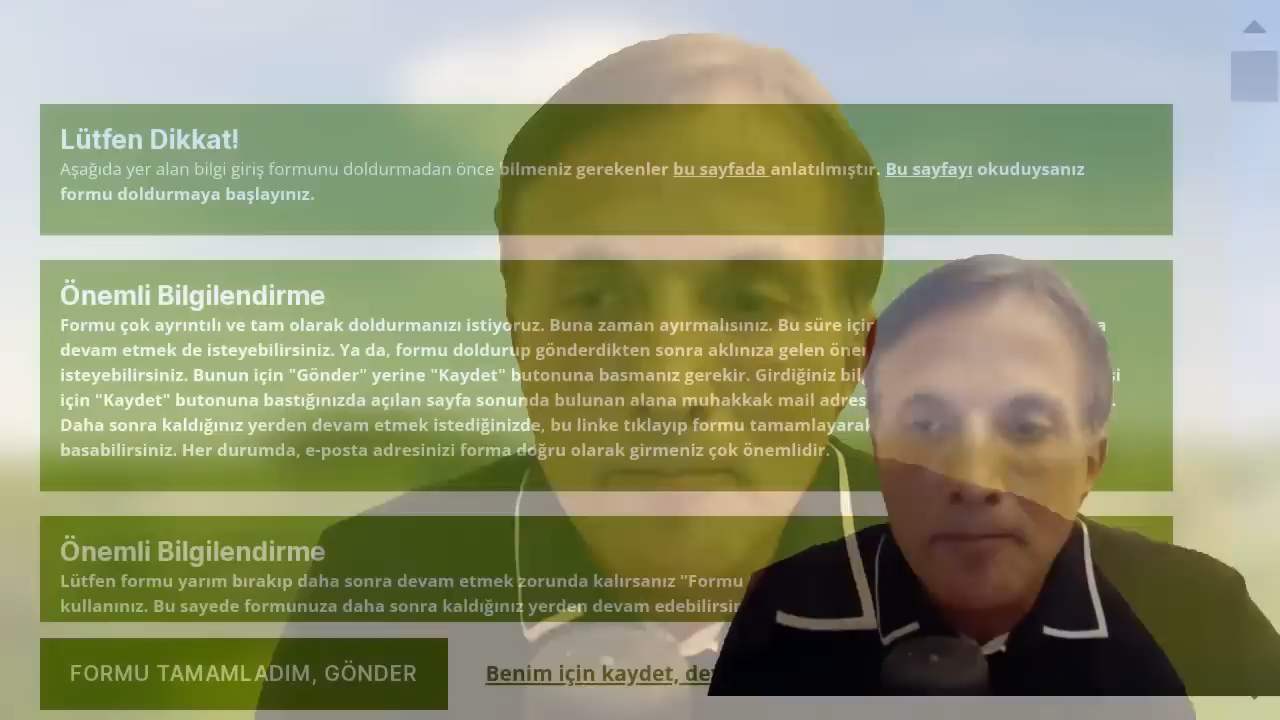 Lütfen Dikkat!
Aşağıda yer alan bilgi giriş formunu doldurmadan önce bilmeniz gerekenler bu sayfada anlatılmıştır. Bu sayfayı okuduysanız
formu doldurmaya başlayınız.
Önemli Bilgilendirme
Formu çok ayrıntılı ve tam olarak doldurmanızı istiyoruz. Buna zaman ayırmalısınız. Bu süre için
devam etmek de isteyebilirsiniz. Ya da, formu doldurup gönderdikten sonra aklınıza gelen
isteyebilirsiniz. Bunun için "Gönder" yerine "Kaydet" butonuna basmanız gerekir. Girdiğiniz
için "Kaydet" butonuna bastığınızda açılan sayfa sonunda bulunan alana muhakkak mail
Daha sonra kaldığınız yerden devam etmek istediğinizde, bu linke tıklayıp formu tamamlayarak
basabilirsiniz. Her durumda, e-posta adresinizi forma doğru olarak girmeniz çok önemlidir.
Önemli Bilgilendirme
Lütfen formu yarım bırakıp daha sonra devam etmek zorunda kalırsanız "Formu
kullanınız. Bu sayede formunuza daha sonra kaldığınız yerden
FORMU TAMAMLADIM, GÖNDER
Benim için kaydet,